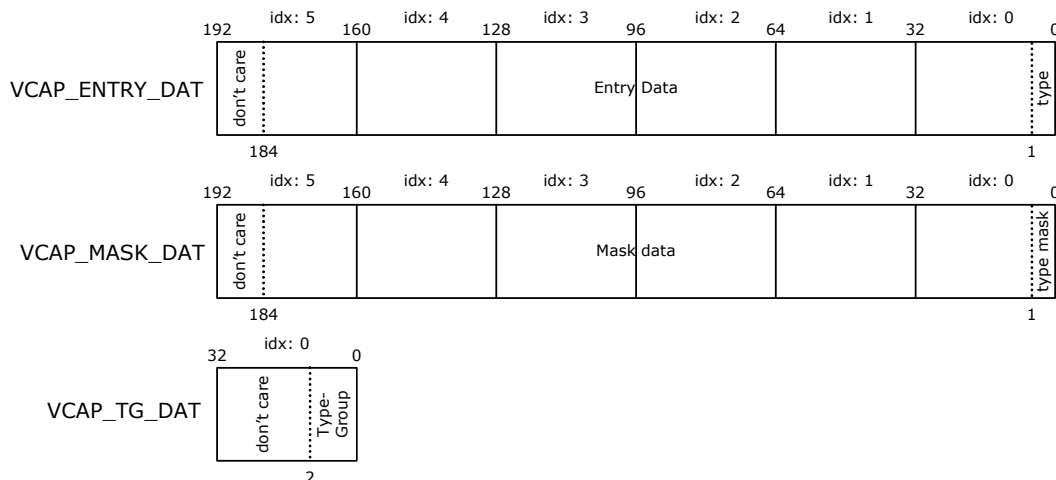 idx: 5 idx: 4 idx: 3 idx: 2 idx: 1 idx: 0
192 160 128 96 64 32 0
VCAP_ENTRY_DAT don't care Entry Data type
184 1
idx: 5 idx: 4 idx: 3 idx: 2 idx: 1 idx: 0
192 160 128 96 64 32 0
VCAP_MASK_DAT don't care Mask data type mask
184 1
idx: 0
32 0
VCAP_TG_DAT don't care Type-
Group
2